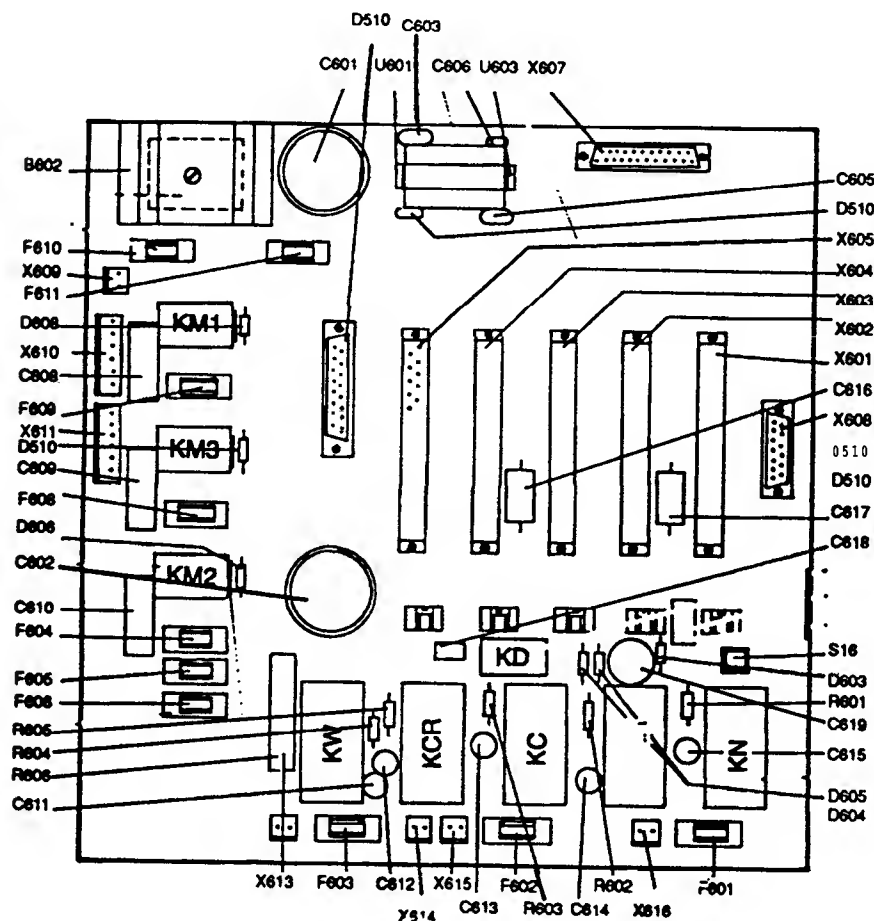 D510 C603
C601 U601 C606 U603 X607
B602
C605
D510
F610
X605
X609
X604
F611
X603
D608
KM1
X602
X610
X601
C608
C616
F609
X608
X611
0510
D510
KM3
D510
C609
C617
F608
D606
C618
C602
KM2
C610
F604
KD
S16
F605
D603
F606
R601
R605
KW
KCR
KC
KN
C619
R604
C615
R606
D605
C611
D604
X613 F603 C612 X615 F602 R602 F601
X614 C613 R603 C614 X616